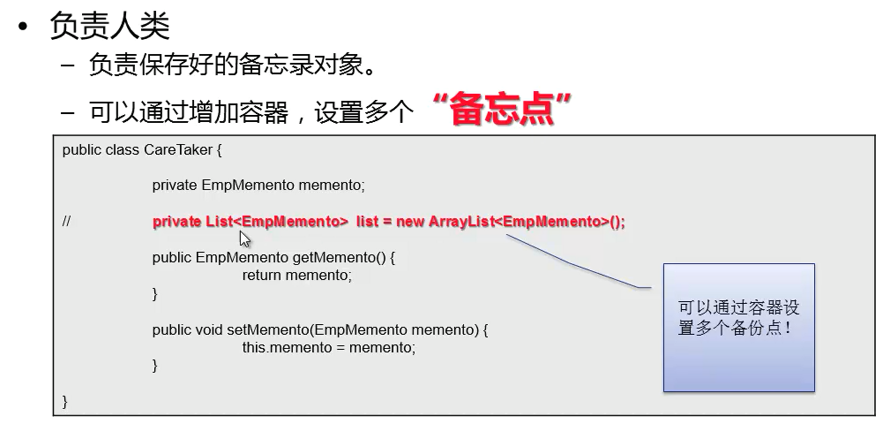 • 负责人类
– 负责保存好的备忘录对象。
– 可以通过增加容器，设置多个 “备忘点”
public class CareTaker {
private EmpMemento memento;
// private List<EmpMemento> list = new ArrayList<EmpMemento>();
public EmpMemento getMemento() {
return memento;
}
public void setMemento(EmpMemento memento) {
this.memento = memento;
}
}
可以通过容器设
置多个备份点！